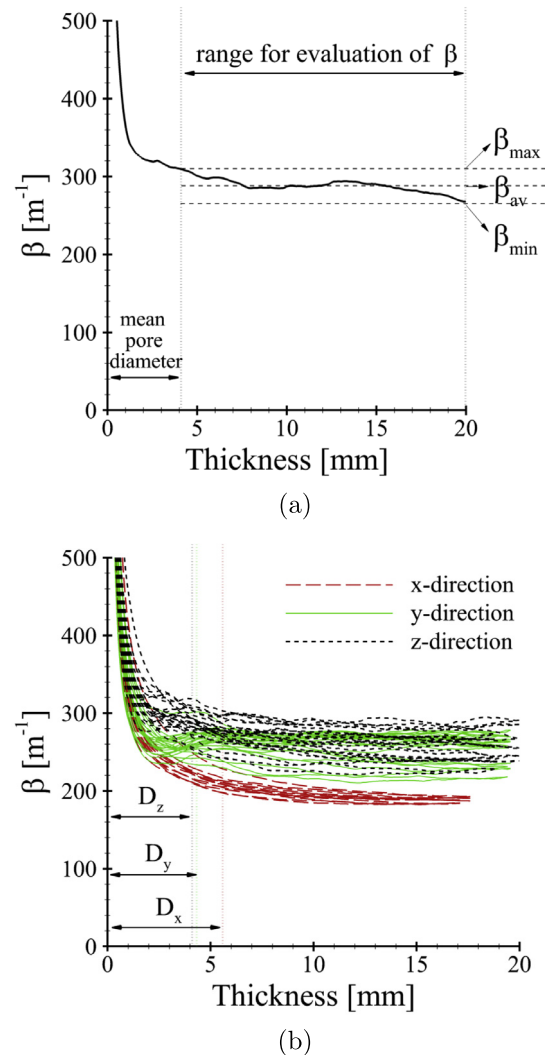 500
400
300
200
100
0
β [m⁻¹]
range for evaluation of β
β_max
β_av
β_min
mean
pore
diameter
0 5 10 15 20
Thickness [mm]
(a)
500
400
300
200
100
0
β [m⁻¹]
x-direction
y-direction
z-direction
D_z
D_y
D_x
0 5 10 15 20
Thickness [mm]
(b)